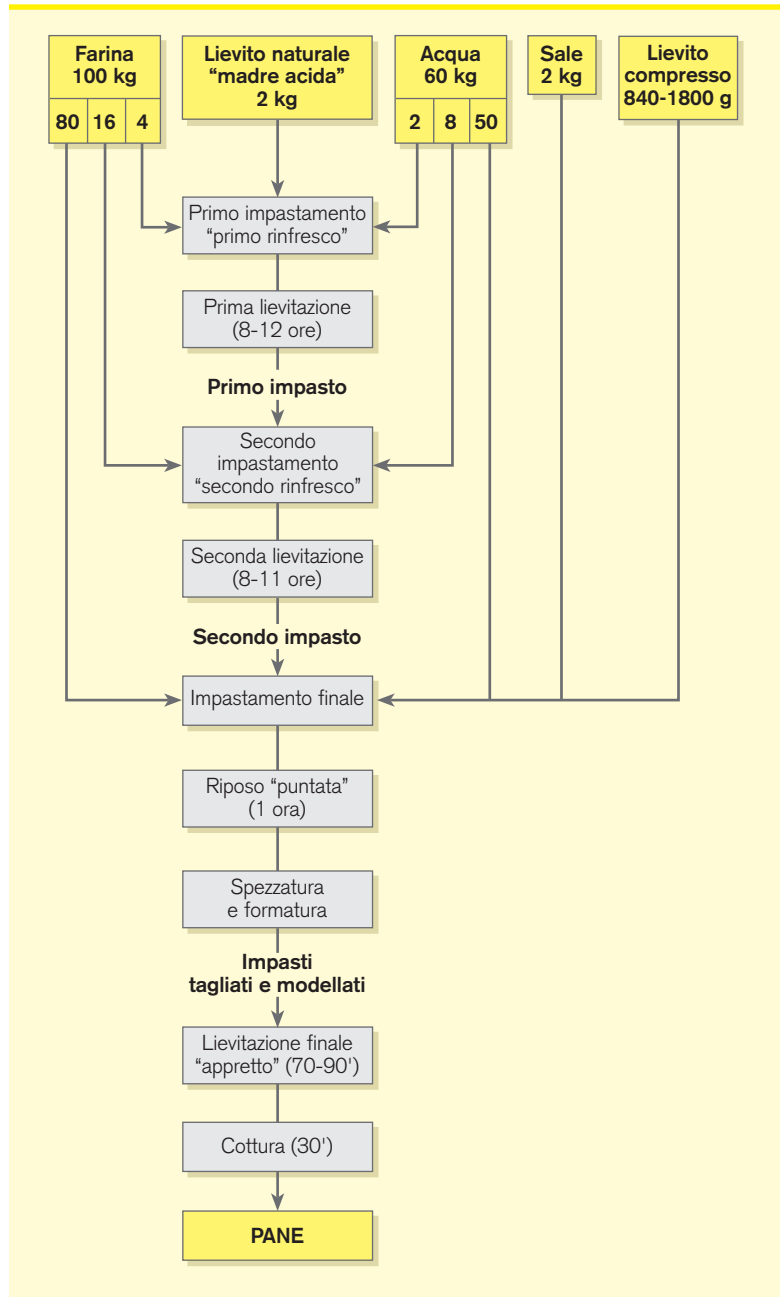 Farina
100 kg
80 16 4
Lievito naturale
“madre acida”
2 kg
Acqua
60 kg
2 8 50
Sale
2 kg
Lievito
compresso
840-1800 g
Primo impastamento
“primo rinfresco”
Prima lievitazione
(8-12 ore)
Primo impasto
Secondo
impastamento
“secondo rinfresco”
Seconda lievitazione
(8-11 ore)
Secondo impasto
Impastamento finale
Riposo “puntata”
(1 ora)
Spezzatura
e formatura
Impasti
tagliati e modellati
Lievitazione finale
“appretto” (70-90')
Cottura (30')
PANE